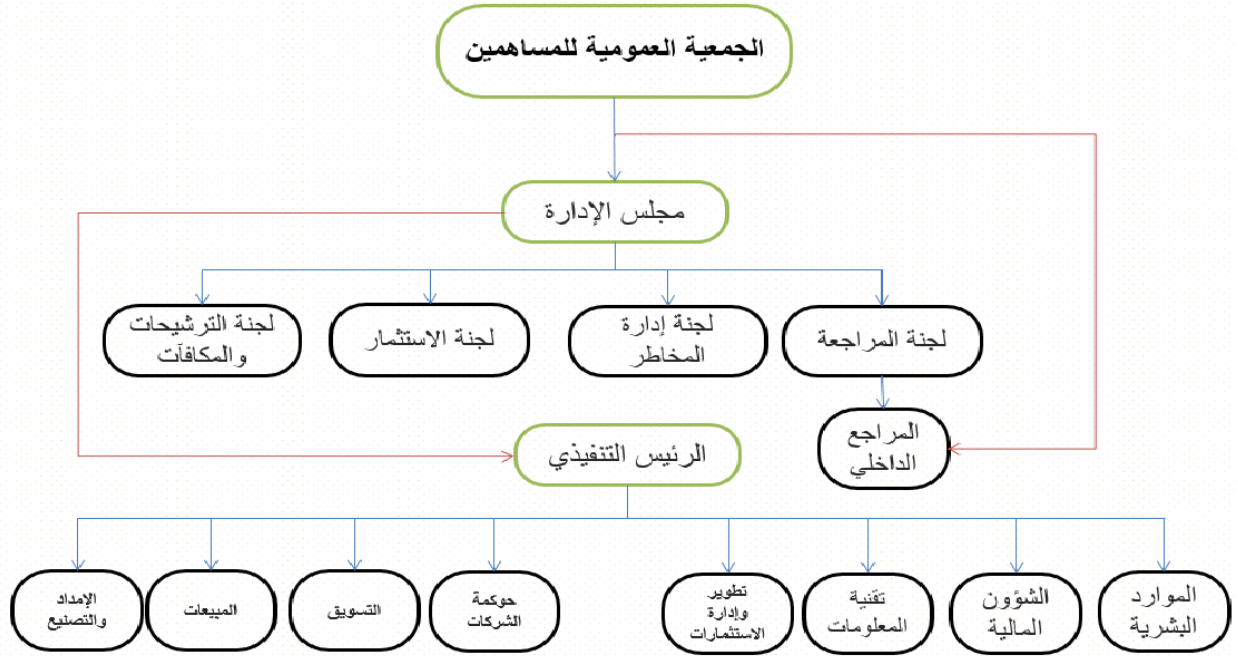 الجمعية العمومية للمساهمين
مجلس الإدارة
لجنة المراجعة
لجنة إدارة
المخاطر
لجنة الاستثمار
لجنة الترشيحات
والمكافآت
المراجع
الداخلي
الرئيس التنفيذي
الموارد
البشرية
الشؤون
المالية
تقنية
المعلومات
تطوير
وإدارة
الاستثمارات
حوكمة
الشركات
التسويق
المبيعات
الإمداد
والتصنيع